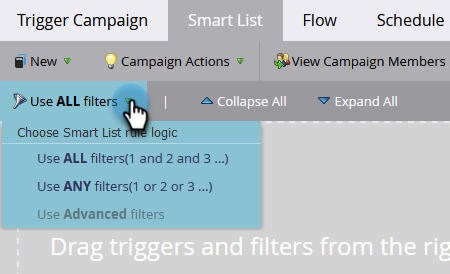 Trigger Campaign Smart List Flow Schedule
New Campaign Actions View Campaign Members
Use ALL filters | Collapse All Expand All
Choose Smart List rule logic
Use ALL filters(1 and 2 and 3 ...)
Use ANY filters(1 or 2 or 3 ...)
Use Advanced filters
Drag triggers and filters from the rig